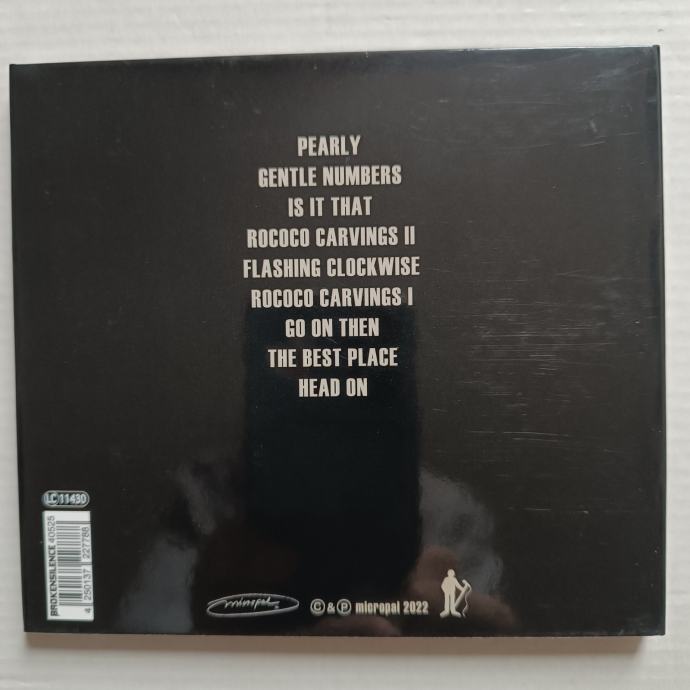 PEARLY
GENTLE NUMBERS
IS IT THAT
ROCOCO CARVINGS II
FLASHING CLOCKWISE
ROCOCO CARVINGS I
GO ON THEN
THE BEST PLACE
HEAD ON
LC 11430
BROKENSILENCE 40525
4 250137 227788
micropal
© & ℗ micropal 2022